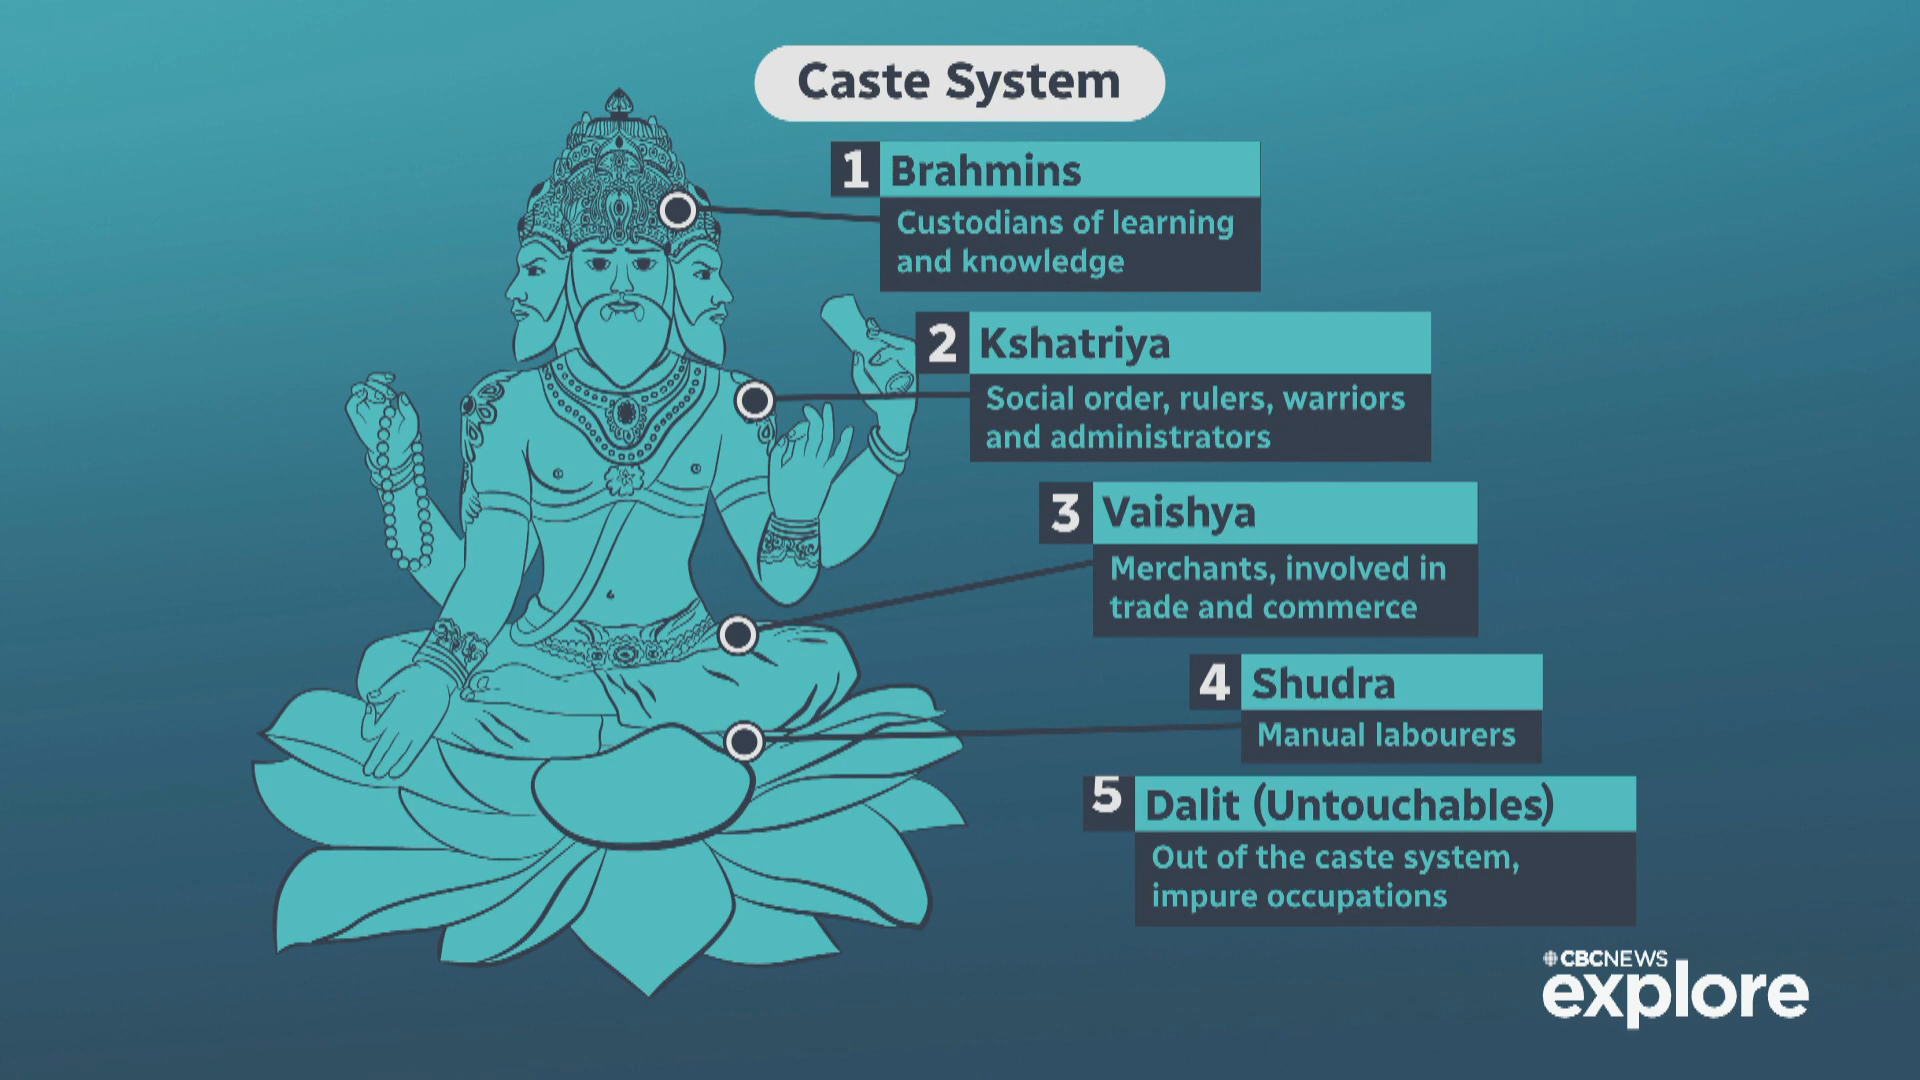 Caste System
1 Brahmins
Custodians of learning
and knowledge
2 Kshatriya
Social order, rulers, warriors
and administrators
3 Vaishya
Merchants, involved in
trade and commerce
4 Shudra
Manual labourers
5 Dalit (Untouchables)
Out of the caste system,
impure occupations
CBCNEWS
explore